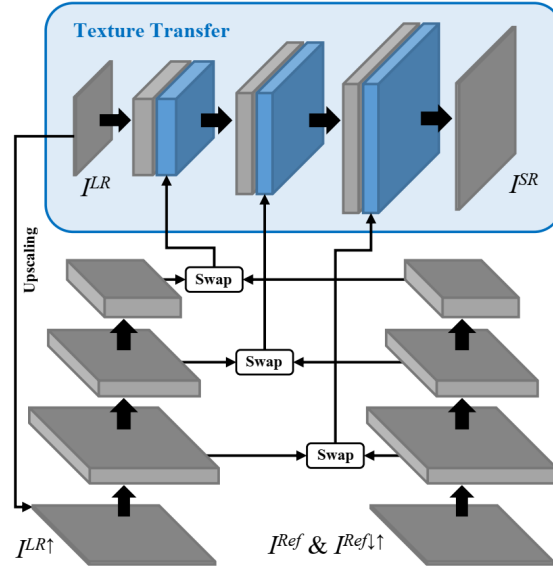 Texture Transfer
I^{LR}
I^{SR}
Upscaling
Swap
Swap
Swap
I^{LR↑}
I^{Ref} & I^{Ref↓↑}